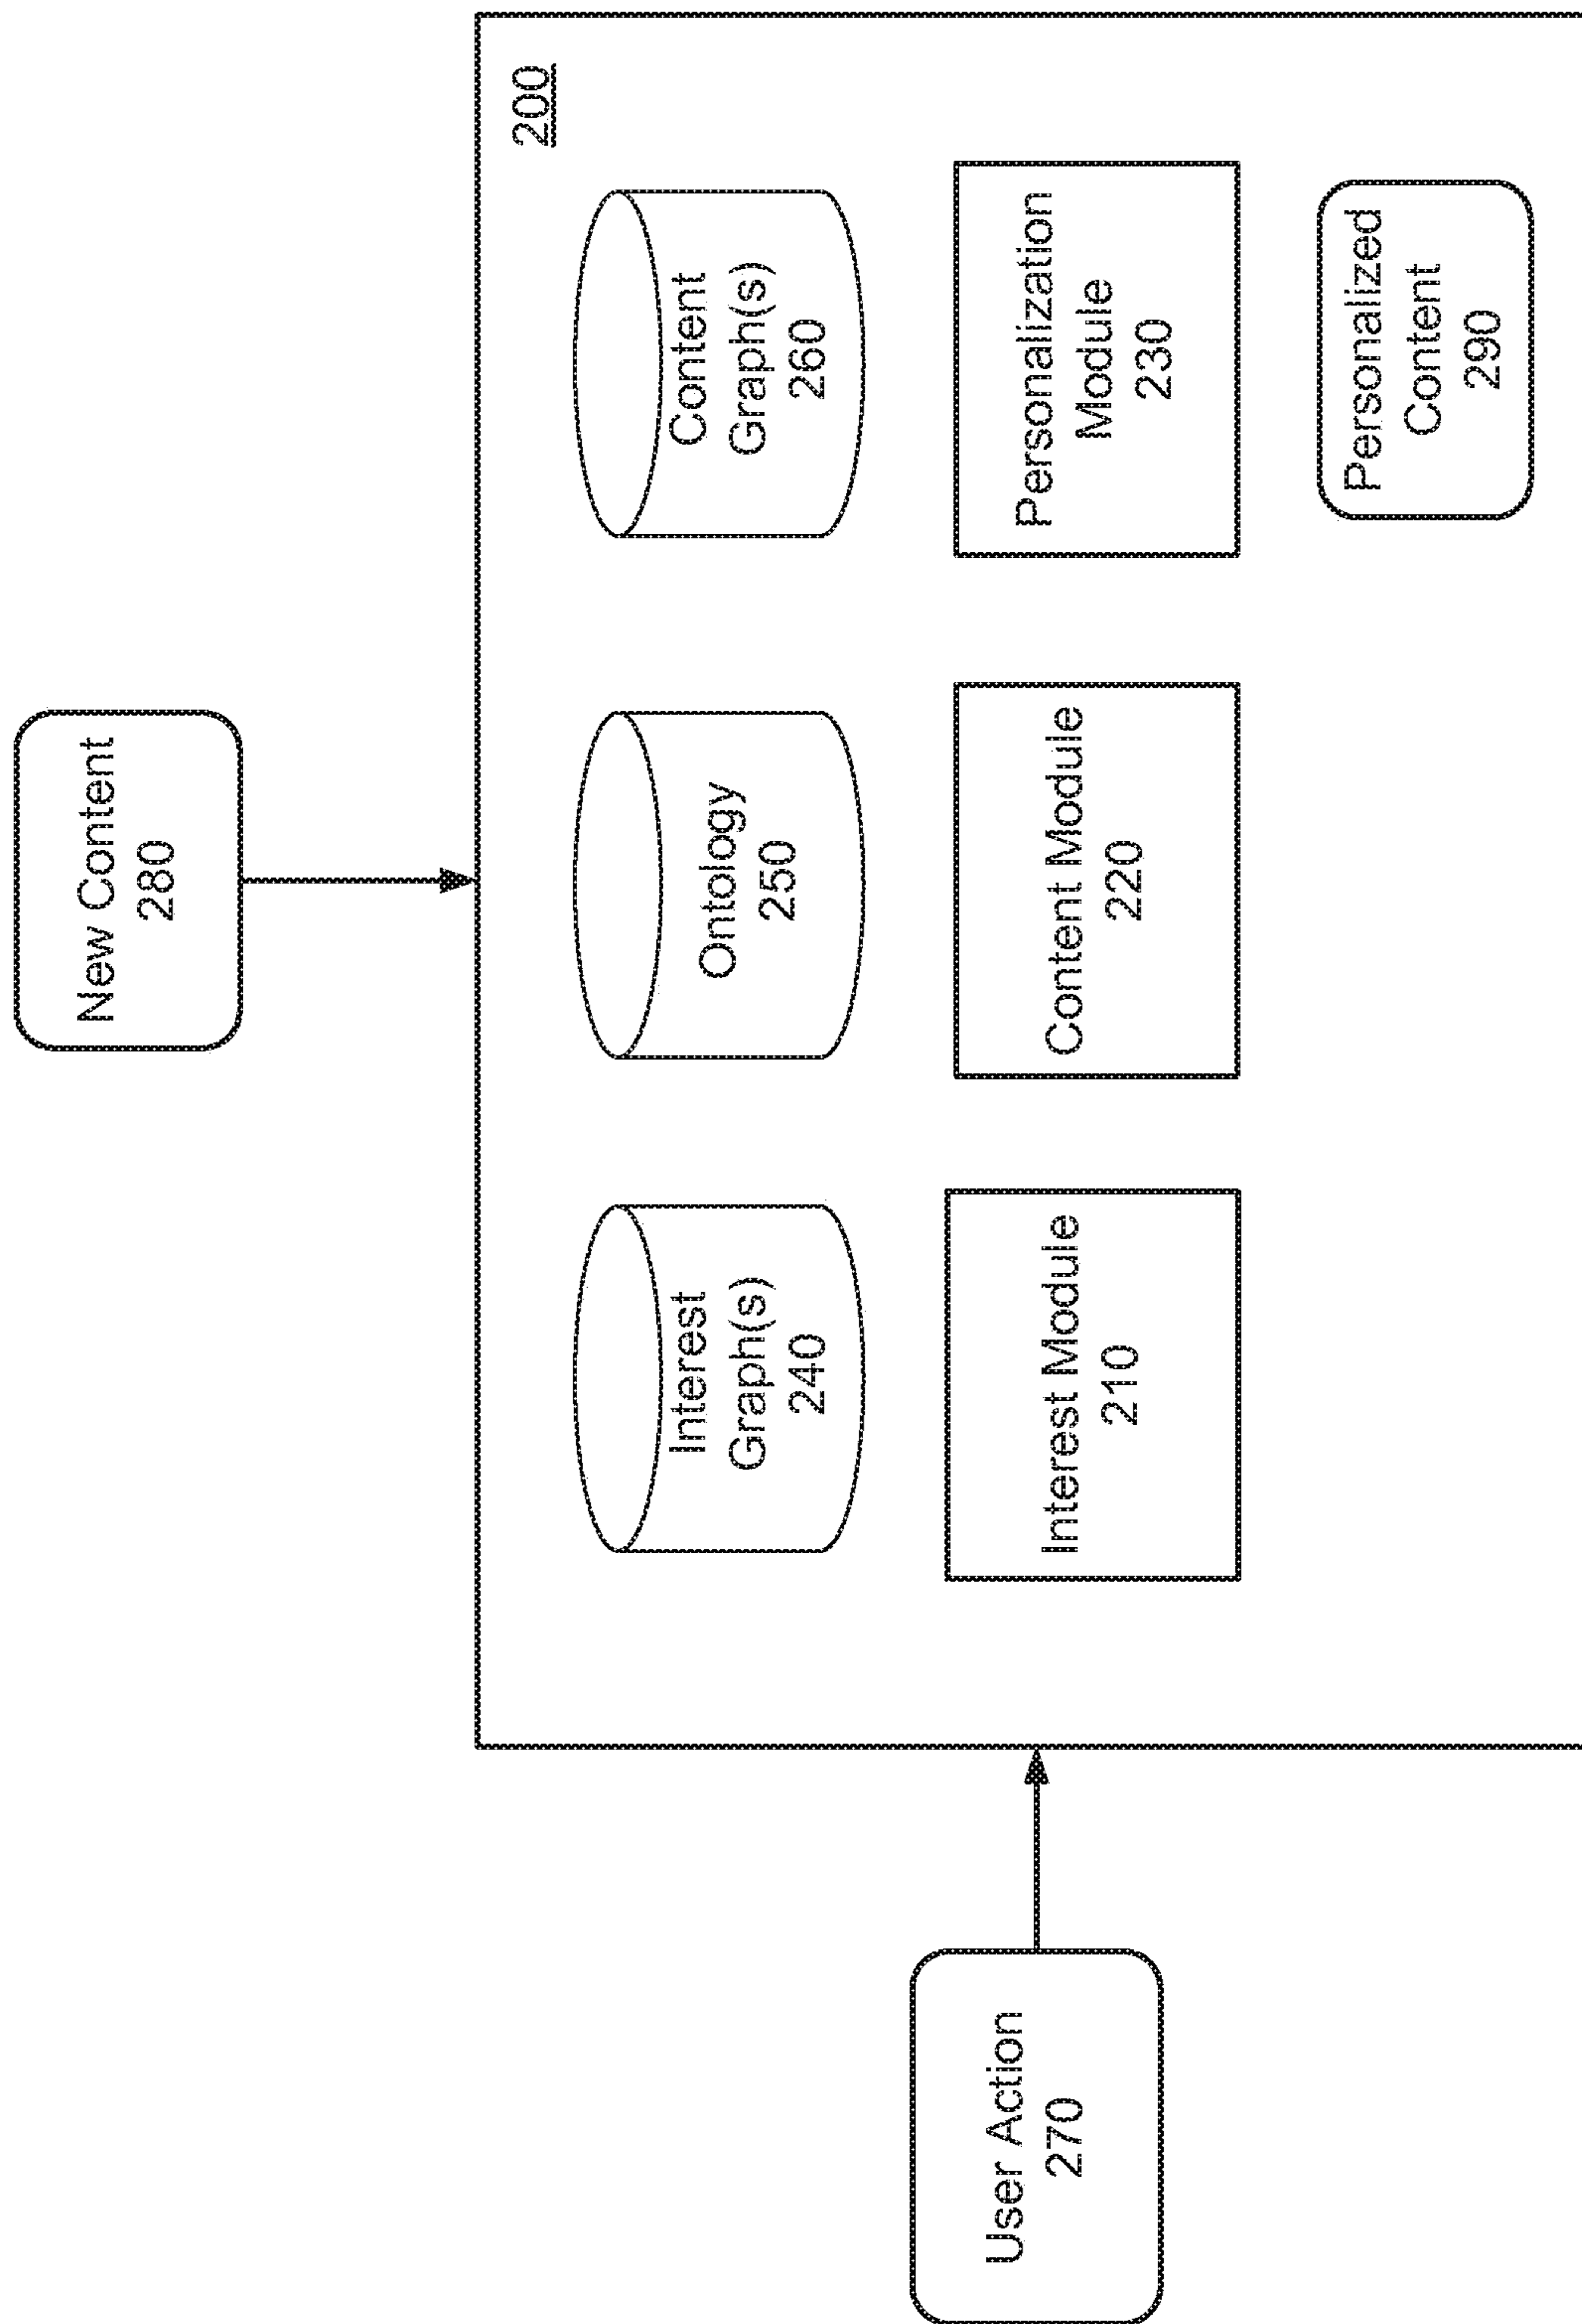 New Content
280
200
Interest
Graph(s)
240
Ontology
250
Content
Graph(s)
260
User Action
270
Interest Module
210
Content Module
220
Personalization
Module
230
Personalized
Content
290